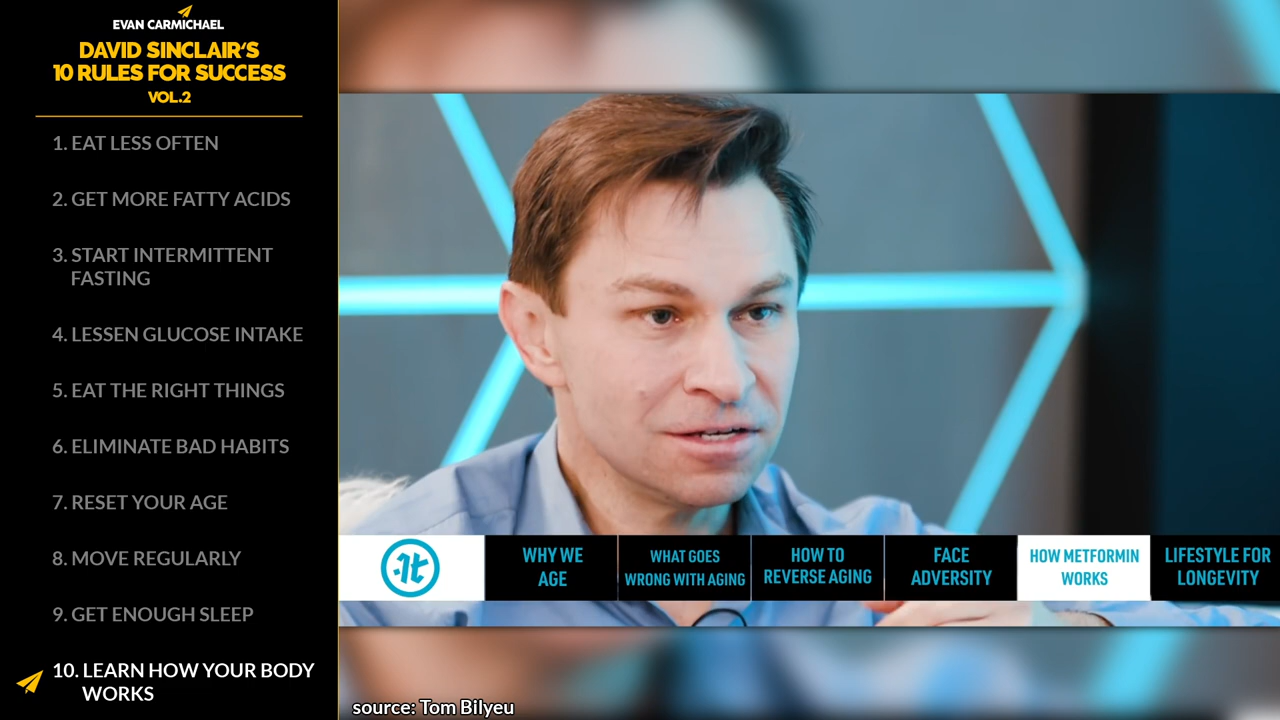 EVAN CARMICHAEL
DAVID SINCLAIR'S
10 RULES FOR SUCCESS
VOL.2
1. EAT LESS OFTEN
2. GET MORE FATTY ACIDS
3. START INTERMITTENT
FASTING
4. LESSEN GLUCOSE INTAKE
5. EAT THE RIGHT THINGS
6. ELIMINATE BAD HABITS
7. RESET YOUR AGE
8. MOVE REGULARLY
9. GET ENOUGH SLEEP
10. LEARN HOW YOUR BODY
WORKS
it
WHY WE
AGE
WHAT GOES
WRONG WITH AGING
HOW TO
REVERSE AGING
FACE
ADVERSITY
HOW METFORMIN
WORKS
LIFESTYLE FOR
LONGEVITY
source: Tom Bilyeu